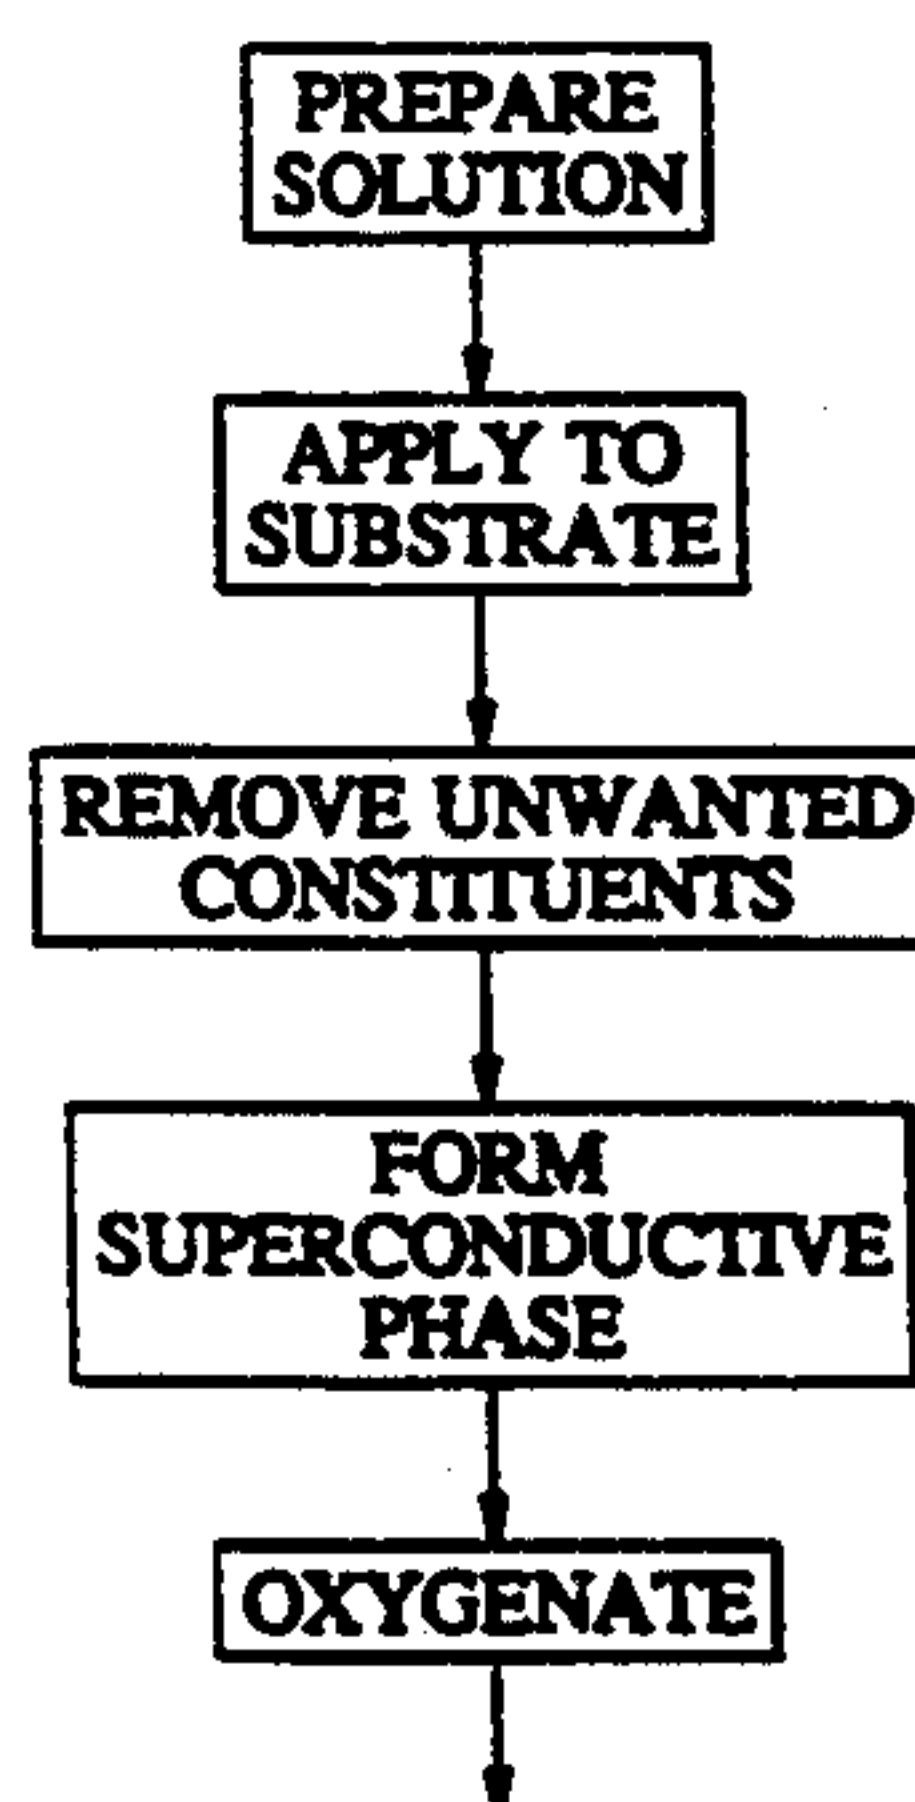 PREPARE
SOLUTION
APPLY TO
SUBSTRATE
REMOVE UNWANTED
CONSTITUENTS
FORM
SUPERCONDUCTIVE
PHASE
OXYGENATE